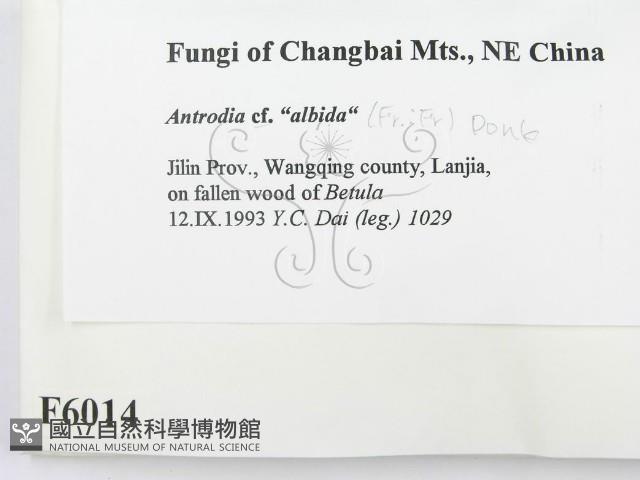 Fungi of Changbai Mts., NE China
Antrodia cf. “albida“ (Fr.: Fr) Donk
Jilin Prov., Wangqing county, Lanjia,
on fallen wood of Betula
12.IX.1993 Y.C. Dai (leg.) 1029
F6014
國立自然科學博物館
NATIONAL MUSEUM OF NATURAL SCIENCE